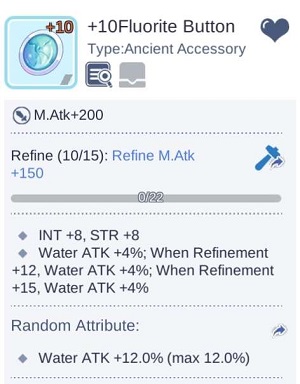 +10
+10Fluorite Button
Type:Ancient Accessory
M.Atk+200
Refine (10/15): Refine M.Atk
+150
0/22
INT +8, STR +8
Water ATK +4%; When Refinement
+12, Water ATK +4%; When Refinement
+15, Water ATK +4%
Random Attribute:
Water ATK +12.0% (max 12.0%)